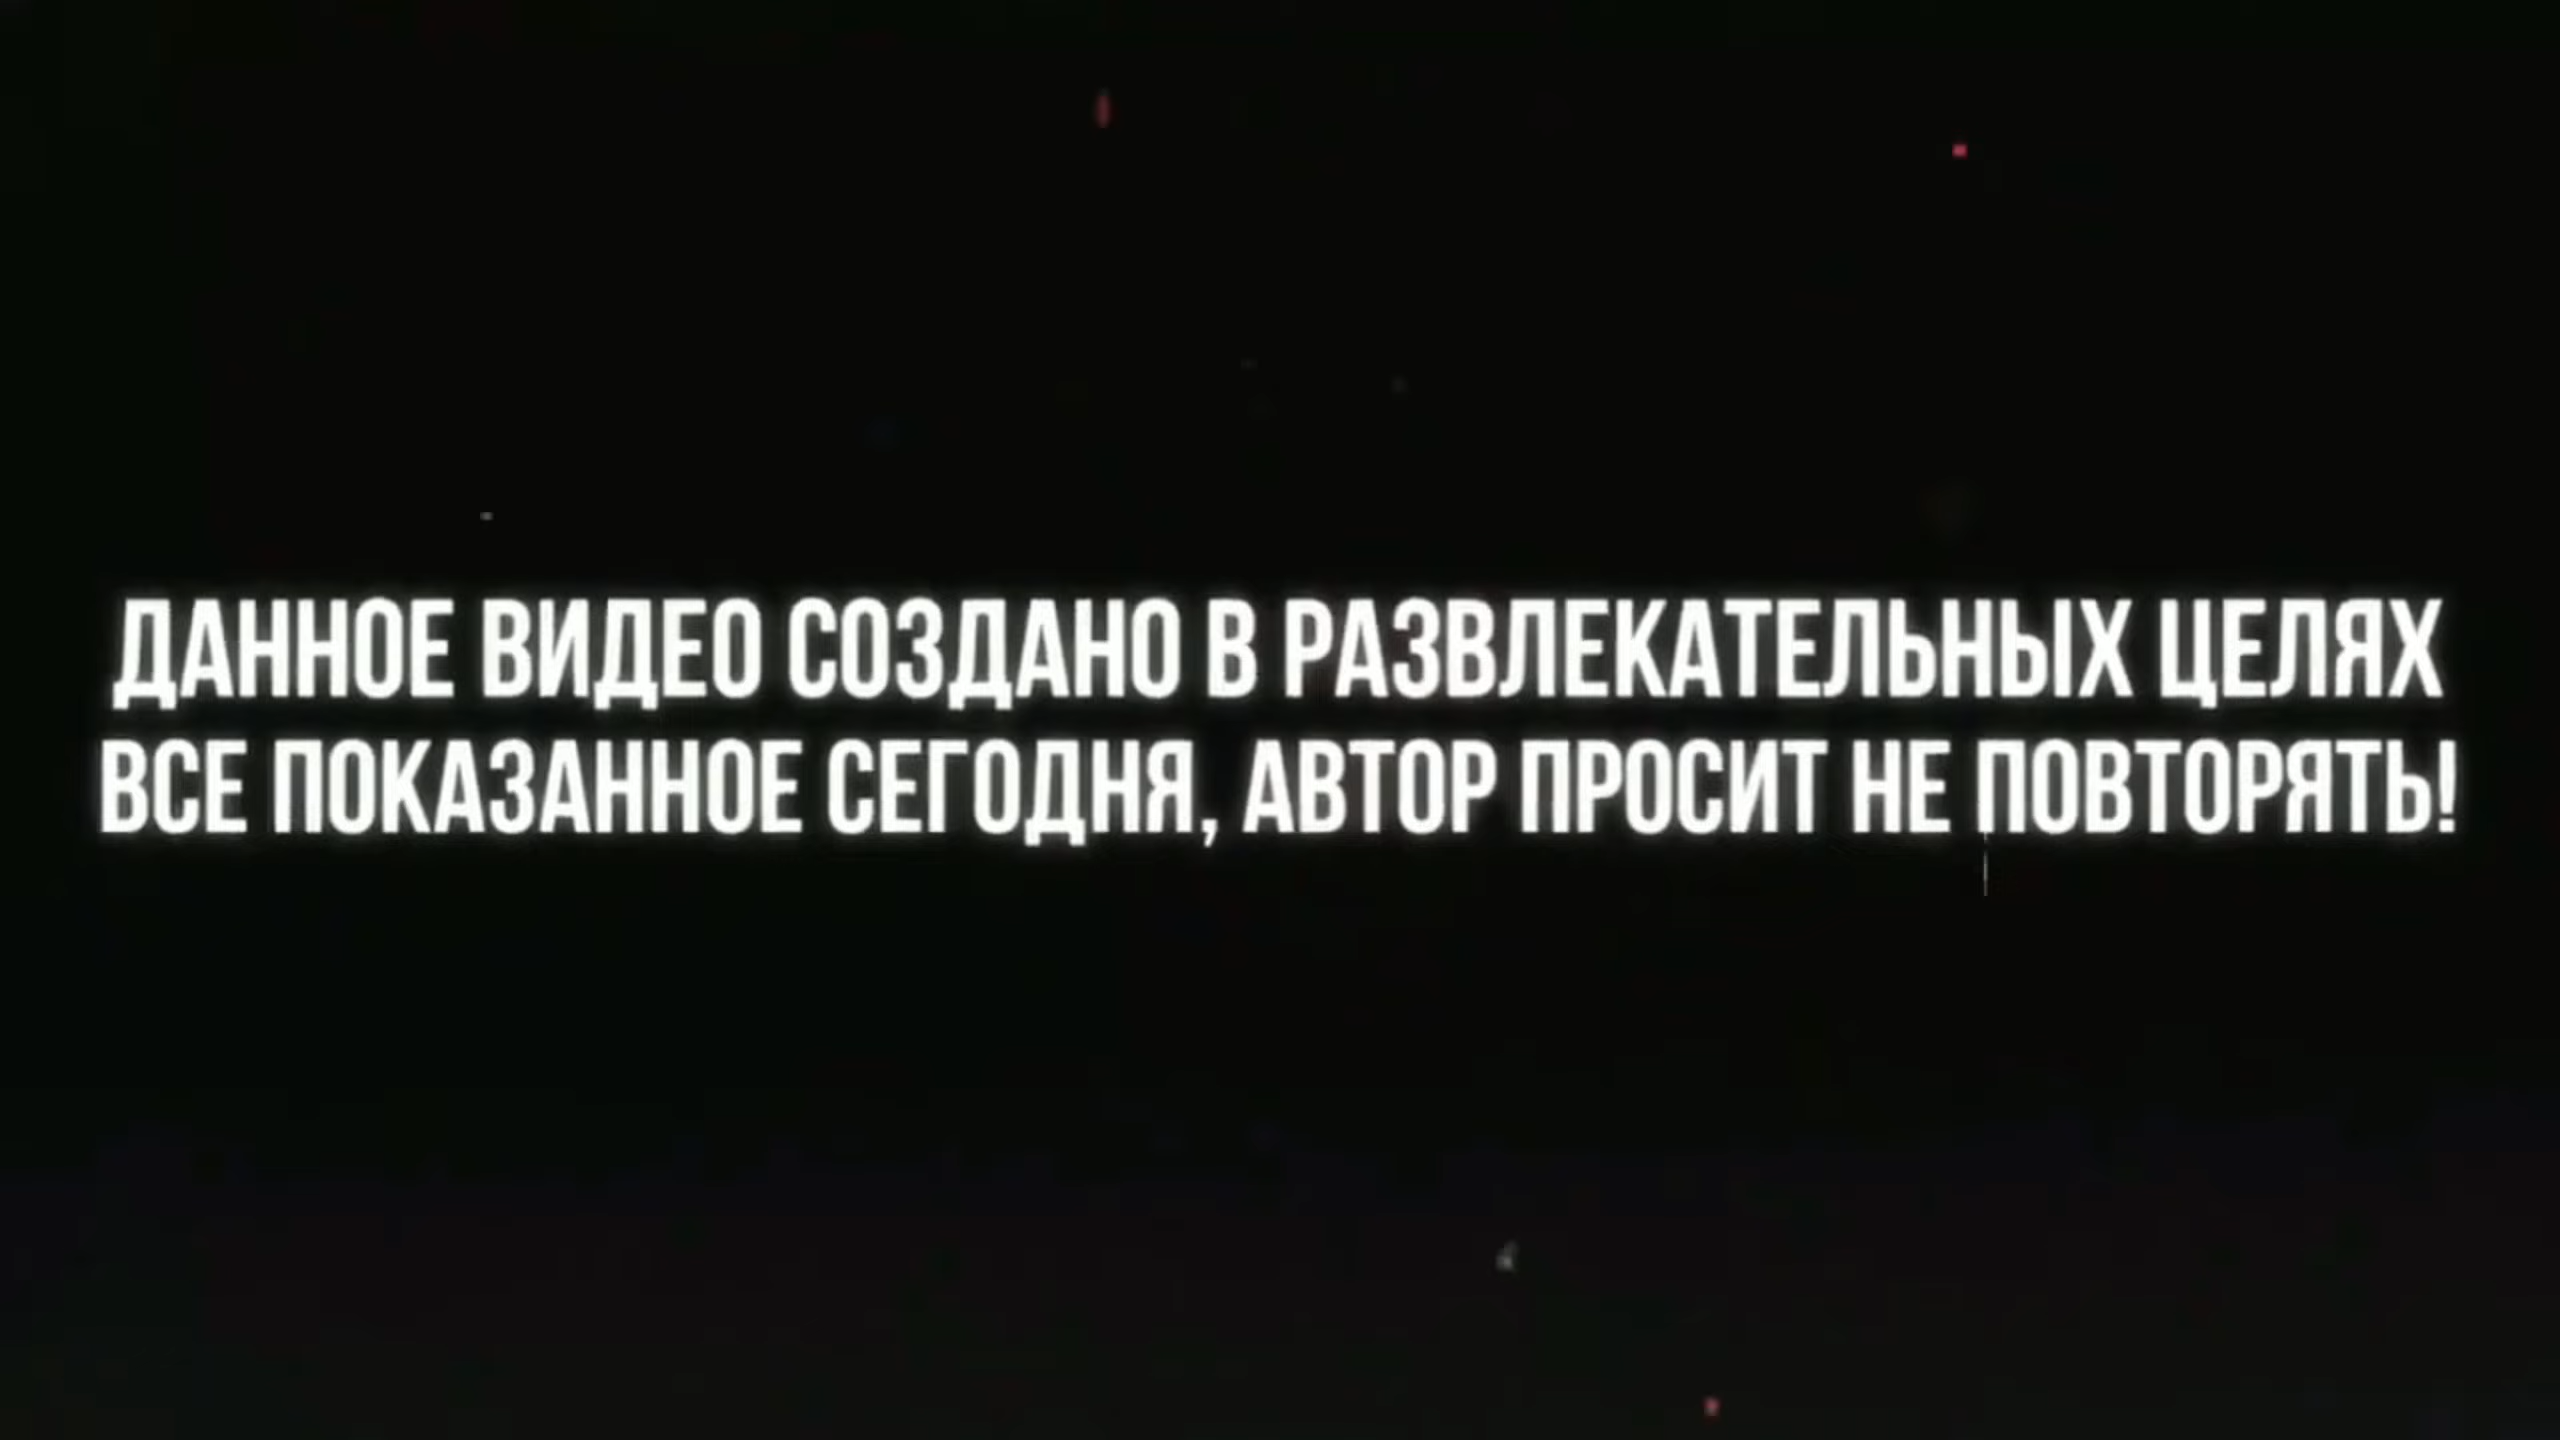 ДАННОЕ ВИДЕО СОЗДАНО В РАЗВЛЕКАТЕЛЬНЫХ ЦЕЛЯХ
ВСЕ ПОКАЗАННОЕ СЕГОДНЯ, АВТОР ПРОСИТ НЕ ПОВТОРЯТЬ!